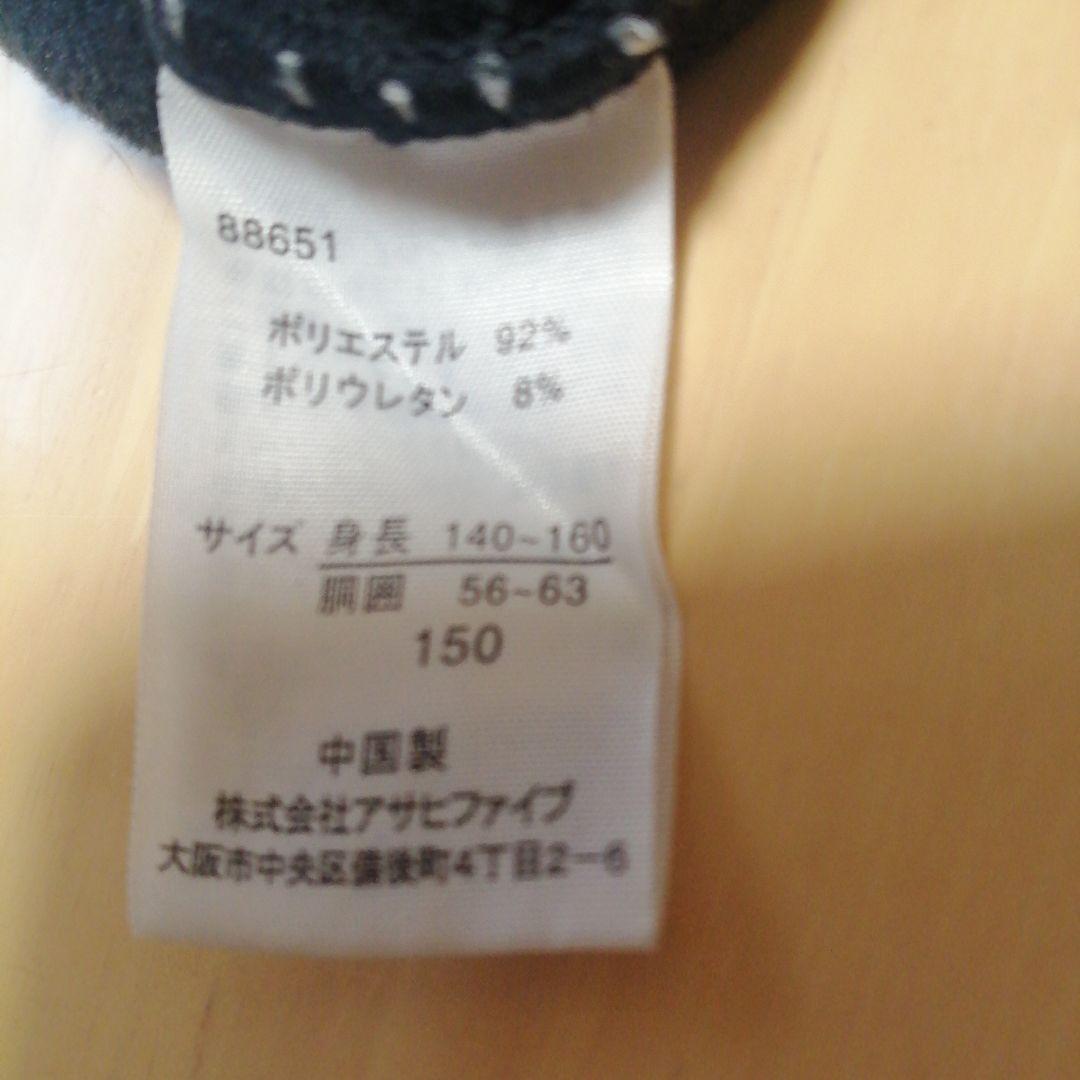 88651
ポリエステル 92%
ポリウレタン 8%
サイズ 身長 140~160
胴囲 56~63
150
中国製
株式会社アサヒファイブ
大阪市中央区備後町4丁目2-6